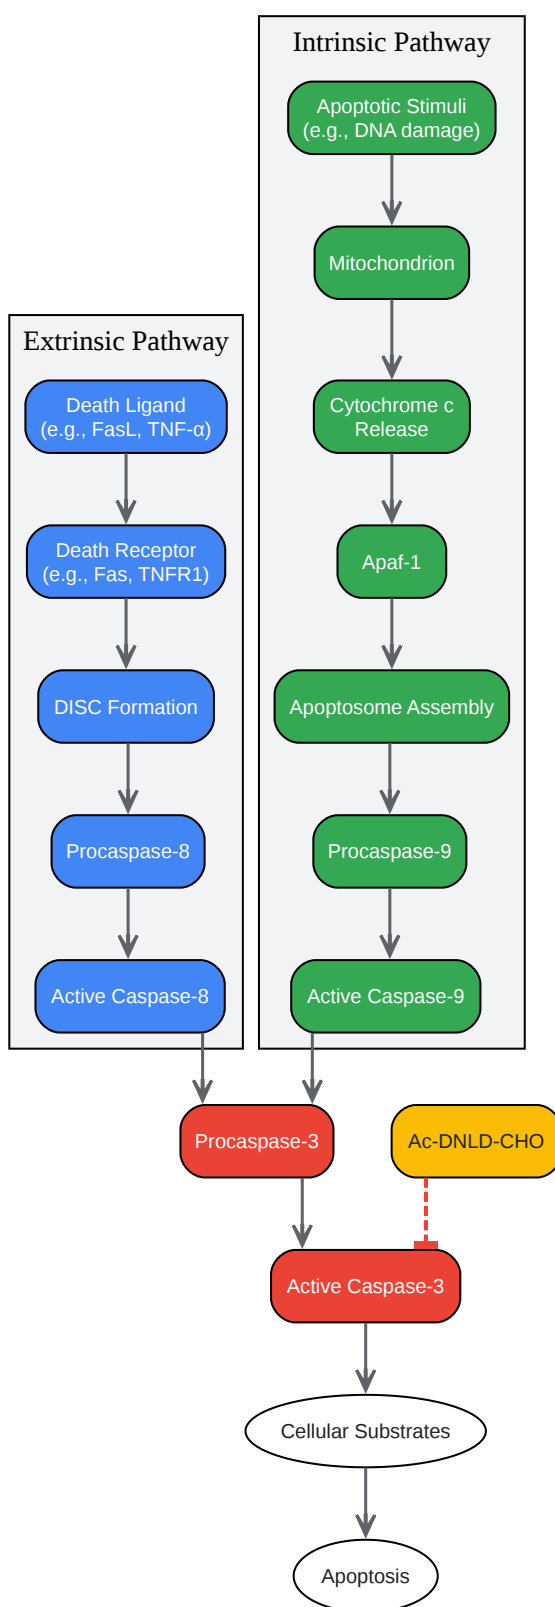 Intrinsic Pathway
Apoptotic Stimuli
(e.g., DNA damage)
Mitochondrion
Cytochrome c
Release
Apaf-1
Apoptosome Assembly
Procaspase-9
Active Caspase-9
Extrinsic Pathway
Death Ligand
(e.g., FasL, TNF-α)
Death Receptor
(e.g., Fas, TNFR1)
DISC Formation
Procaspase-8
Active Caspase-8
Procaspase-3
Ac-DNLD-CHO
Active Caspase-3
Cellular Substrates
Apoptosis